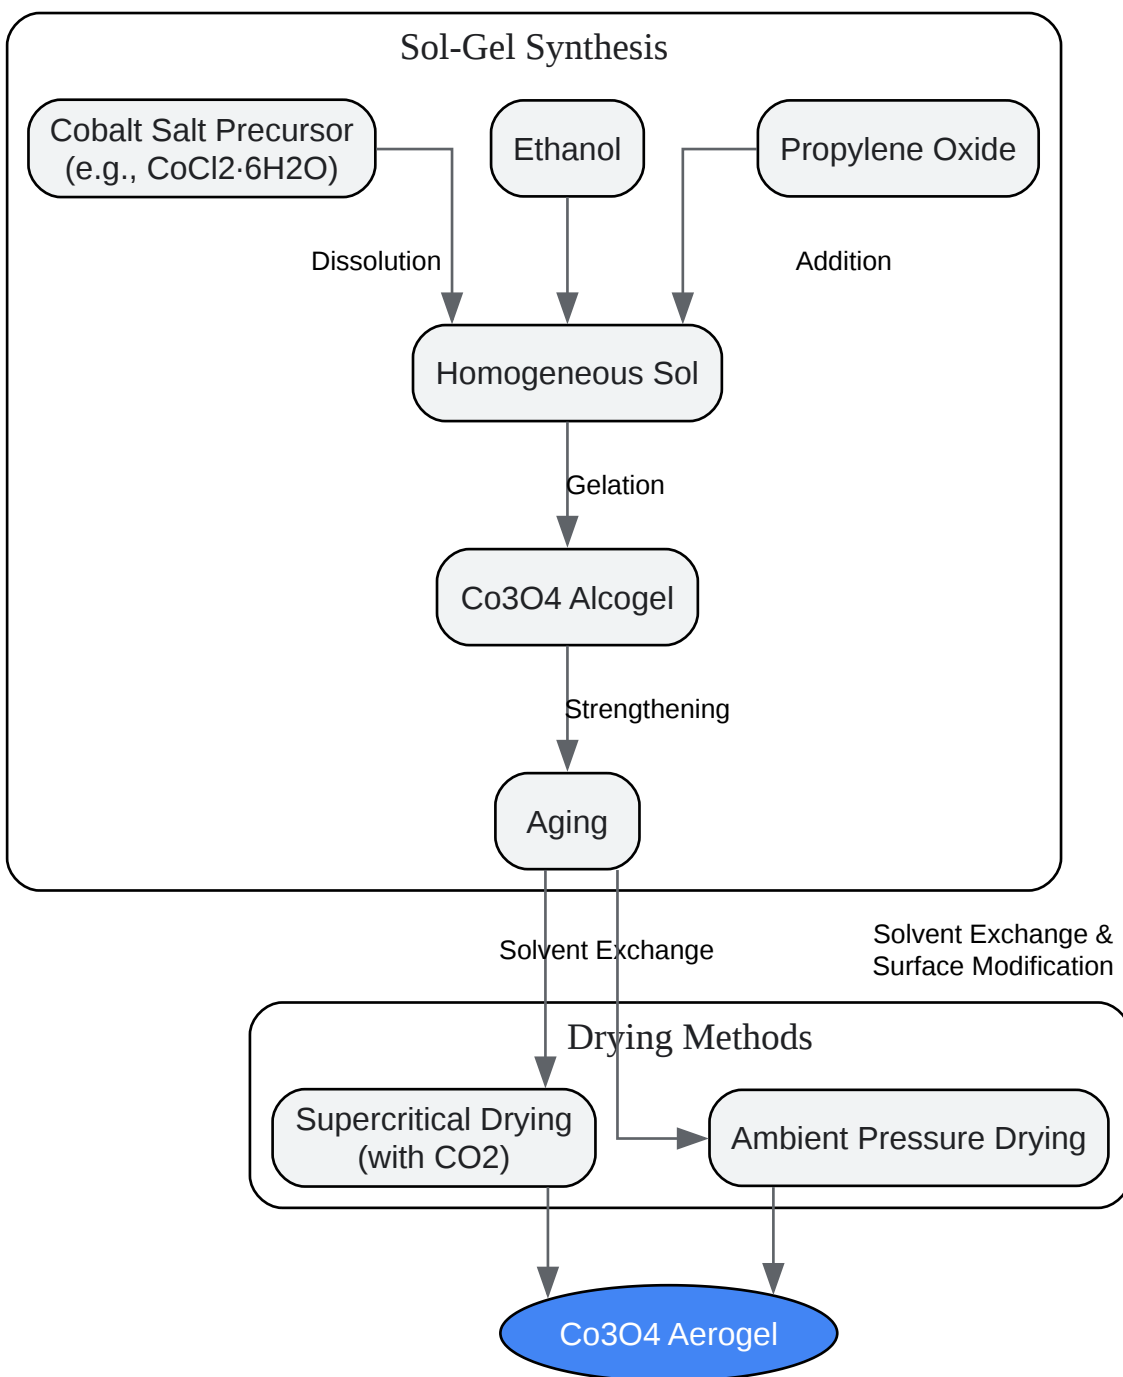 Sol-Gel Synthesis
Cobalt Salt Precursor
(e.g., CoCl2·6H2O)
Ethanol
Propylene Oxide
Dissolution
Addition
Homogeneous Sol
Gelation
Co3O4 Alcogel
Strengthening
Aging
Solvent Exchange
Solvent Exchange &
Surface Modification
Drying Methods
Supercritical Drying
(with CO2)
Ambient Pressure Drying
Co3O4 Aerogel